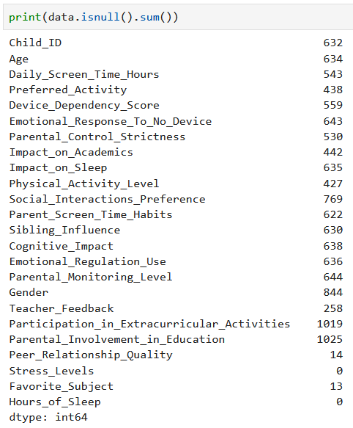 print(data.isnull().sum())
Child_ID 632
Age 634
Daily_Screen_Time_Hours 543
Preferred_Activity 438
Device_Dependency_Score 559
Emotional_Response_To_No_Device 643
Parental_Control_Strictness 530
Impact_on_Academics 442
Impact_on_Sleep 635
Physical_Activity_Level 427
Social_Interactions_Preference 769
Parent_Screen_Time_Habits 622
Sibling_Influence 630
Cognitive_Impact 638
Emotional_Regulation_Use 636
Parental_Monitoring_Level 644
Gender 844
Teacher_Feedback 258
Participation_in_Extracurricular_Activities 1019
Parental_Involvement_in_Education 1025
Peer_Relationship_Quality 14
Stress_Levels 0
Favorite_Subject 13
Hours_of_Sleep 0
dtype: int64